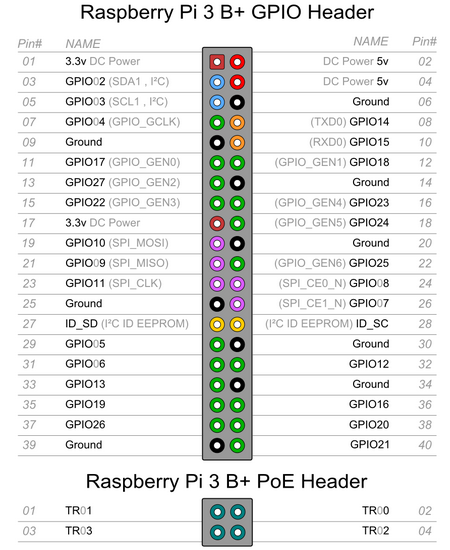 Raspberry Pi 3 B+ GPIO Header
Pin# NAME NAME Pin#
01 3.3v DC Power DC Power 5v 02
03 GPIO02 (SDA1 , I²C) DC Power 5v 04
05 GPIO03 (SCL1 , I²C) Ground 06
07 GPIO04 (GPIO_GCLK) (TXD0) GPIO14 08
09 Ground (RXD0) GPIO15 10
11 GPIO17 (GPIO_GEN0) (GPIO_GEN1) GPIO18 12
13 GPIO27 (GPIO_GEN2) Ground 14
15 GPIO22 (GPIO_GEN3) (GPIO_GEN4) GPIO23 16
17 3.3v DC Power (GPIO_GEN5) GPIO24 18
19 GPIO10 (SPI_MOSI) Ground 20
21 GPIO09 (SPI_MISO) (GPIO_GEN6) GPIO25 22
23 GPIO11 (SPI_CLK) (SPI_CE0_N) GPIO08 24
25 Ground (SPI_CE1_N) GPIO07 26
27 ID_SD (I²C ID EEPROM) (I²C ID EEPROM) ID_SC 28
29 GPIO05 Ground 30
31 GPIO06 GPIO12 32
33 GPIO13 Ground 34
35 GPIO19 GPIO16 36
37 GPIO26 GPIO20 38
39 Ground GPIO21 40
Raspberry Pi 3 B+ PoE Header
01 TR01 TR00 02
03 TR03 TR02 04